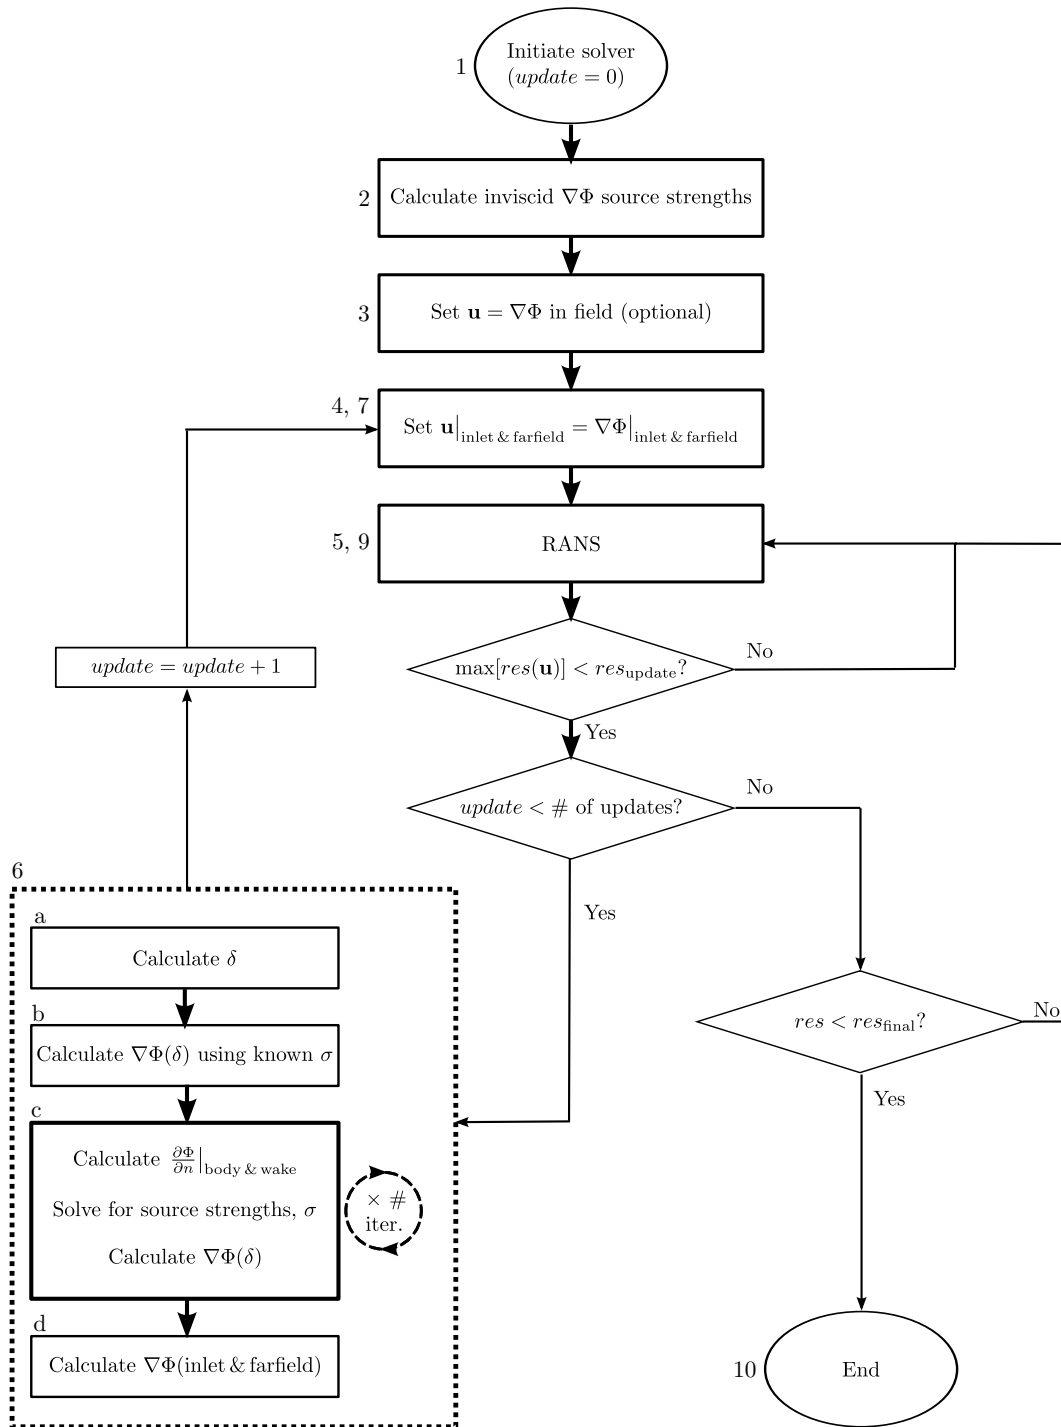 1
Initiate solver
(update = 0)
2
Calculate inviscid ∇Φ source strengths
3
Set u = ∇Φ in field (optional)
4, 7
Set u|inlet & farfield = ∇Φ|inlet & farfield
5, 9
RANS
max[res(u)] < res_update?
No
Yes
update = update + 1
update < # of updates?
No
Yes
6
a
Calculate δ
b
Calculate ∇Φ(δ) using known σ
c
Calculate ∂Φ/∂n|body & wake
Solve for source strengths, σ
Calculate ∇Φ(δ)
× #
iter.
d
Calculate ∇Φ(inlet & farfield)
res < res_final?
No
Yes
10
End